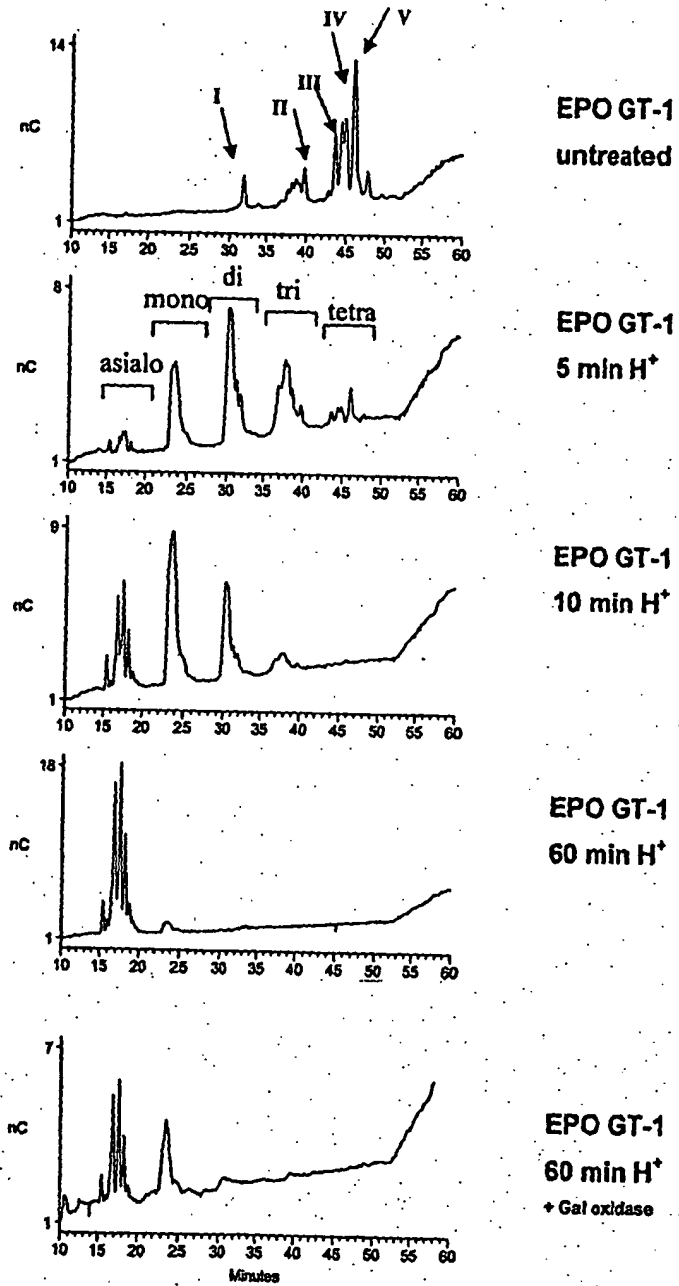 I
II
III
IV
V
14
nC
1
10 15 20 25 30 35 40 45 50 55 60
EPO GT-1
untreated
asialo
mono
di
tri
tetra
8
nC
1
10 15 20 25 30 35 40 45 50 55 60
EPO GT-1
5 min H⁺
9
nC
1
10 15 20 25 30 35 40 45 50 55 60
EPO GT-1
10 min H⁺
18
nC
1
10 15 20 25 30 35 40 45 50 55 60
EPO GT-1
60 min H⁺
7
nC
1
10 15 20 25 30 35 40 45 50 55 60
Minutes
EPO GT-1
60 min H⁺
+ Gal oxidase